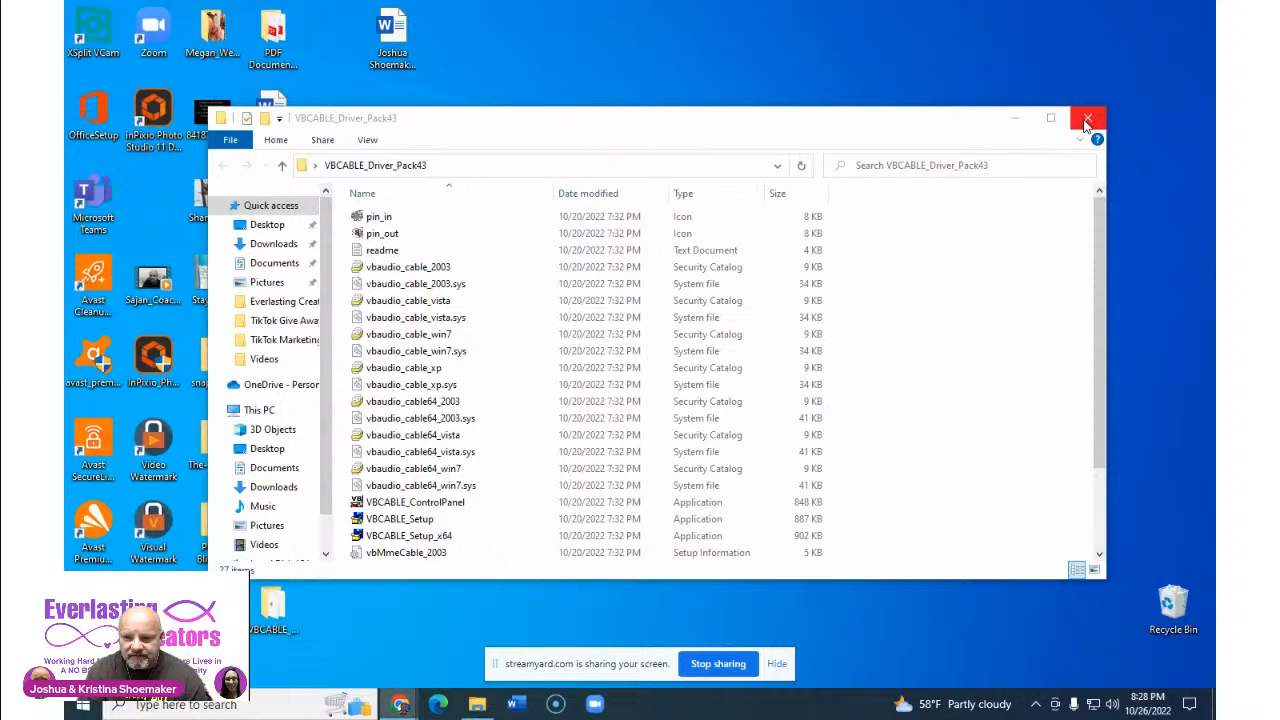 XSplit VCam
Zoom
Megan_We...
PDF
Documen...
Joshua
Shoemak...
OfficeSetup
inPixio Photo
Studio 11 D...
8418
VBCABLE_Driver_Pack43
File
Home
Share
View
VBCABLE_Driver_Pack43
Search VBCABLE_Driver_Pack43
Microsoft
Teams
Shar
Avast
Cleanu...
Sajan_Coac...
Stay
avast_prem...
InPixio_Ph...
snap
Avast
SecureLi...
Video
Watermark
The-
Avast
Premiu...
Visual
Watermark
Quick access
Desktop
Downloads
Documents
Pictures
Everlasting Creat
TikTok Give Awa
TikTok Marketing
Videos
OneDrive - Person
This PC
3D Objects
Desktop
Documents
Downloads
Music
Pictures
Videos
27 items
Name Date modified Type Size
pin_in 10/20/2022 7:32 PM Icon 8 KB
pin_out 10/20/2022 7:32 PM Icon 8 KB
readme 10/20/2022 7:32 PM Text Document 4 KB
vbaudio_cable_2003 10/20/2022 7:32 PM Security Catalog 9 KB
vbaudio_cable_2003.sys 10/20/2022 7:32 PM System file 34 KB
vbaudio_cable_vista 10/20/2022 7:32 PM Security Catalog 9 KB
vbaudio_cable_vista.sys 10/20/2022 7:32 PM System file 34 KB
vbaudio_cable_win7 10/20/2022 7:32 PM Security Catalog 9 KB
vbaudio_cable_win7.sys 10/20/2022 7:32 PM System file 34 KB
vbaudio_cable_xp 10/20/2022 7:32 PM Security Catalog 9 KB
vbaudio_cable_xp.sys 10/20/2022 7:32 PM System file 34 KB
vbaudio_cable64_2003 10/20/2022 7:32 PM Security Catalog 9 KB
vbaudio_cable64_2003.sys 10/20/2022 7:32 PM System file 41 KB
vbaudio_cable64_vista 10/20/2022 7:32 PM Security Catalog 9 KB
vbaudio_cable64_vista.sys 10/20/2022 7:32 PM System file 41 KB
vbaudio_cable64_win7 10/20/2022 7:32 PM Security Catalog 9 KB
vbaudio_cable64_win7.sys 10/20/2022 7:32 PM System file 41 KB
VBCABLE_ControlPanel 10/20/2022 7:32 PM Application 848 KB
VBCABLE_Setup 10/20/2022 7:32 PM Application 887 KB
VBCABLE_Setup_x64 10/20/2022 7:32 PM Application 902 KB
vbMmeCable_2003 10/20/2022 7:32 PM Setup Information 5 KB
VBCABLE_...
Recycle Bin
Everlasting
eators
Working Hard
rs Lives in
A NO BS
Joshua & Kristina Shoemaker
streamyard.com is sharing your screen.
Stop sharing
Hide
Type here to search
58°F Partly cloudy
8:28 PM
10/26/2022